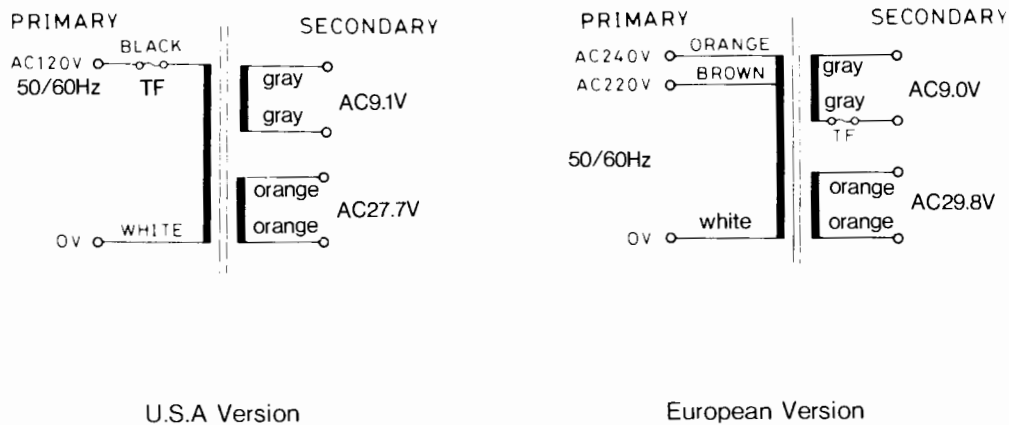 PRIMARY
SECONDARY
BLACK
AC120V
50/60Hz
TF
gray
gray
AC9.1V
orange
orange
AC27.7V
WHITE
0V
U.S.A Version
PRIMARY
SECONDARY
AC240V
ORANGE
AC220V
BROWN
50/60Hz
gray
gray
TF
AC9.0V
orange
orange
AC29.8V
white
0V
European Version